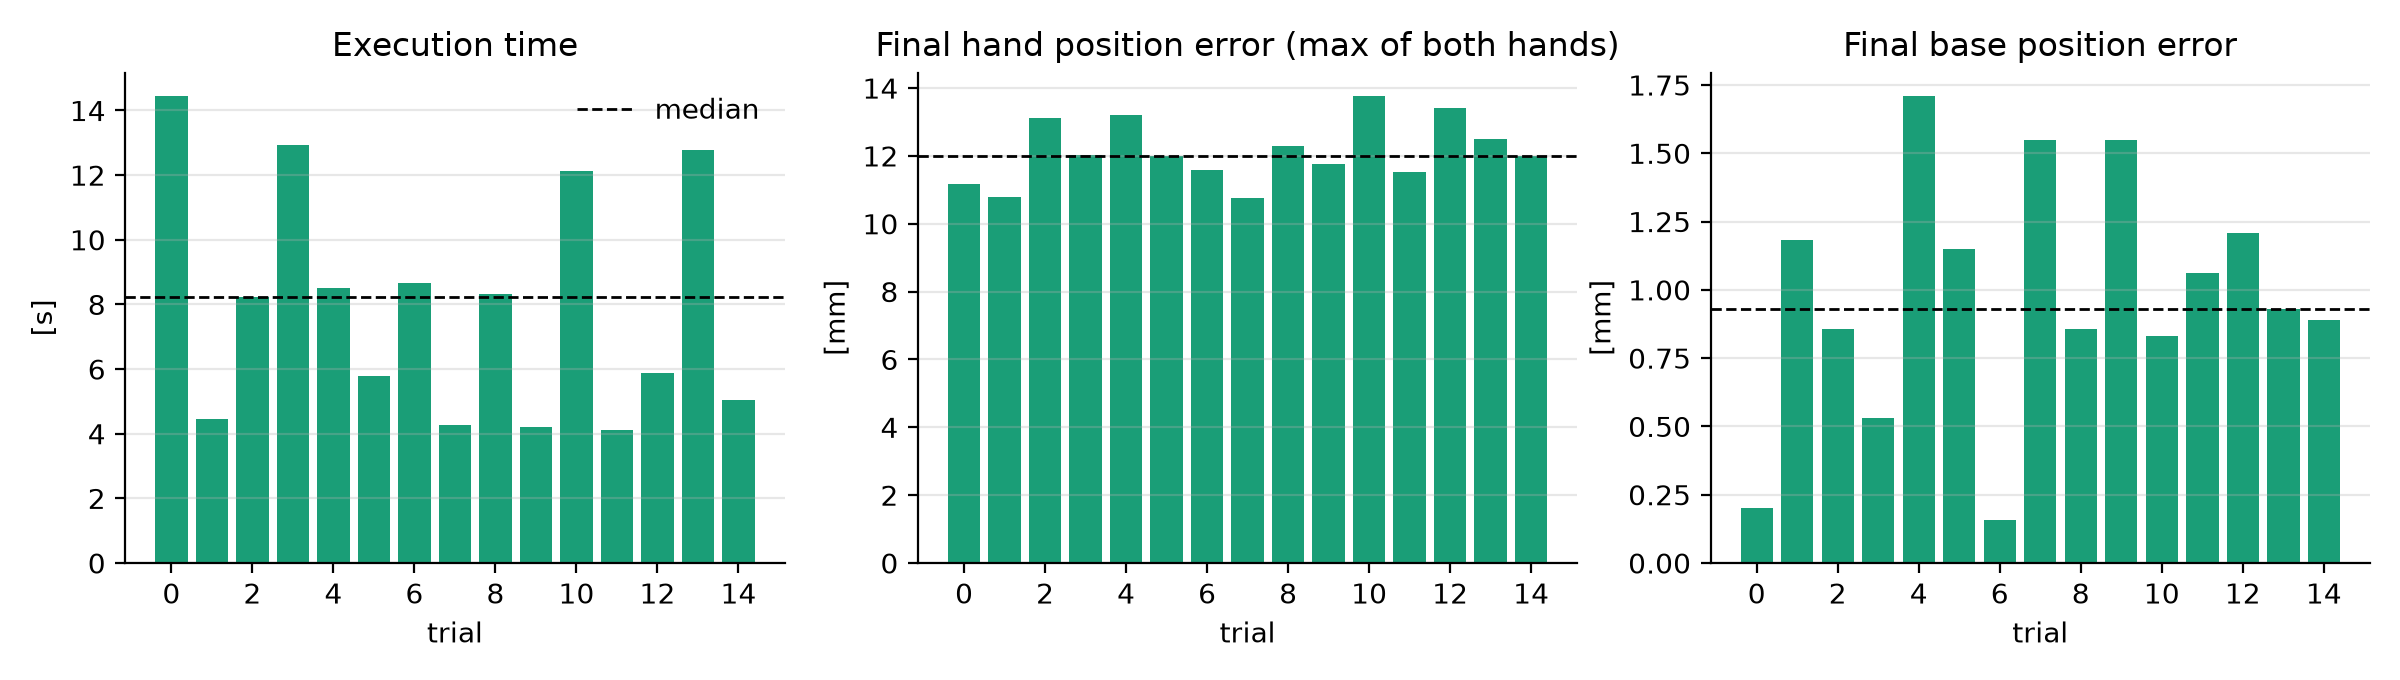 Execution time
[s]
14
12
10
8
6
4
2
0
median
0 2 4 6 8 10 12 14
trial
Final hand position error (max of both hands)
[mm]
14
12
10
8
6
4
2
0
0 2 4 6 8 10 12 14
trial
Final base position error
[mm]
1.75
1.50
1.25
1.00
0.75
0.50
0.25
0.00
0 2 4 6 8 10 12 14
trial